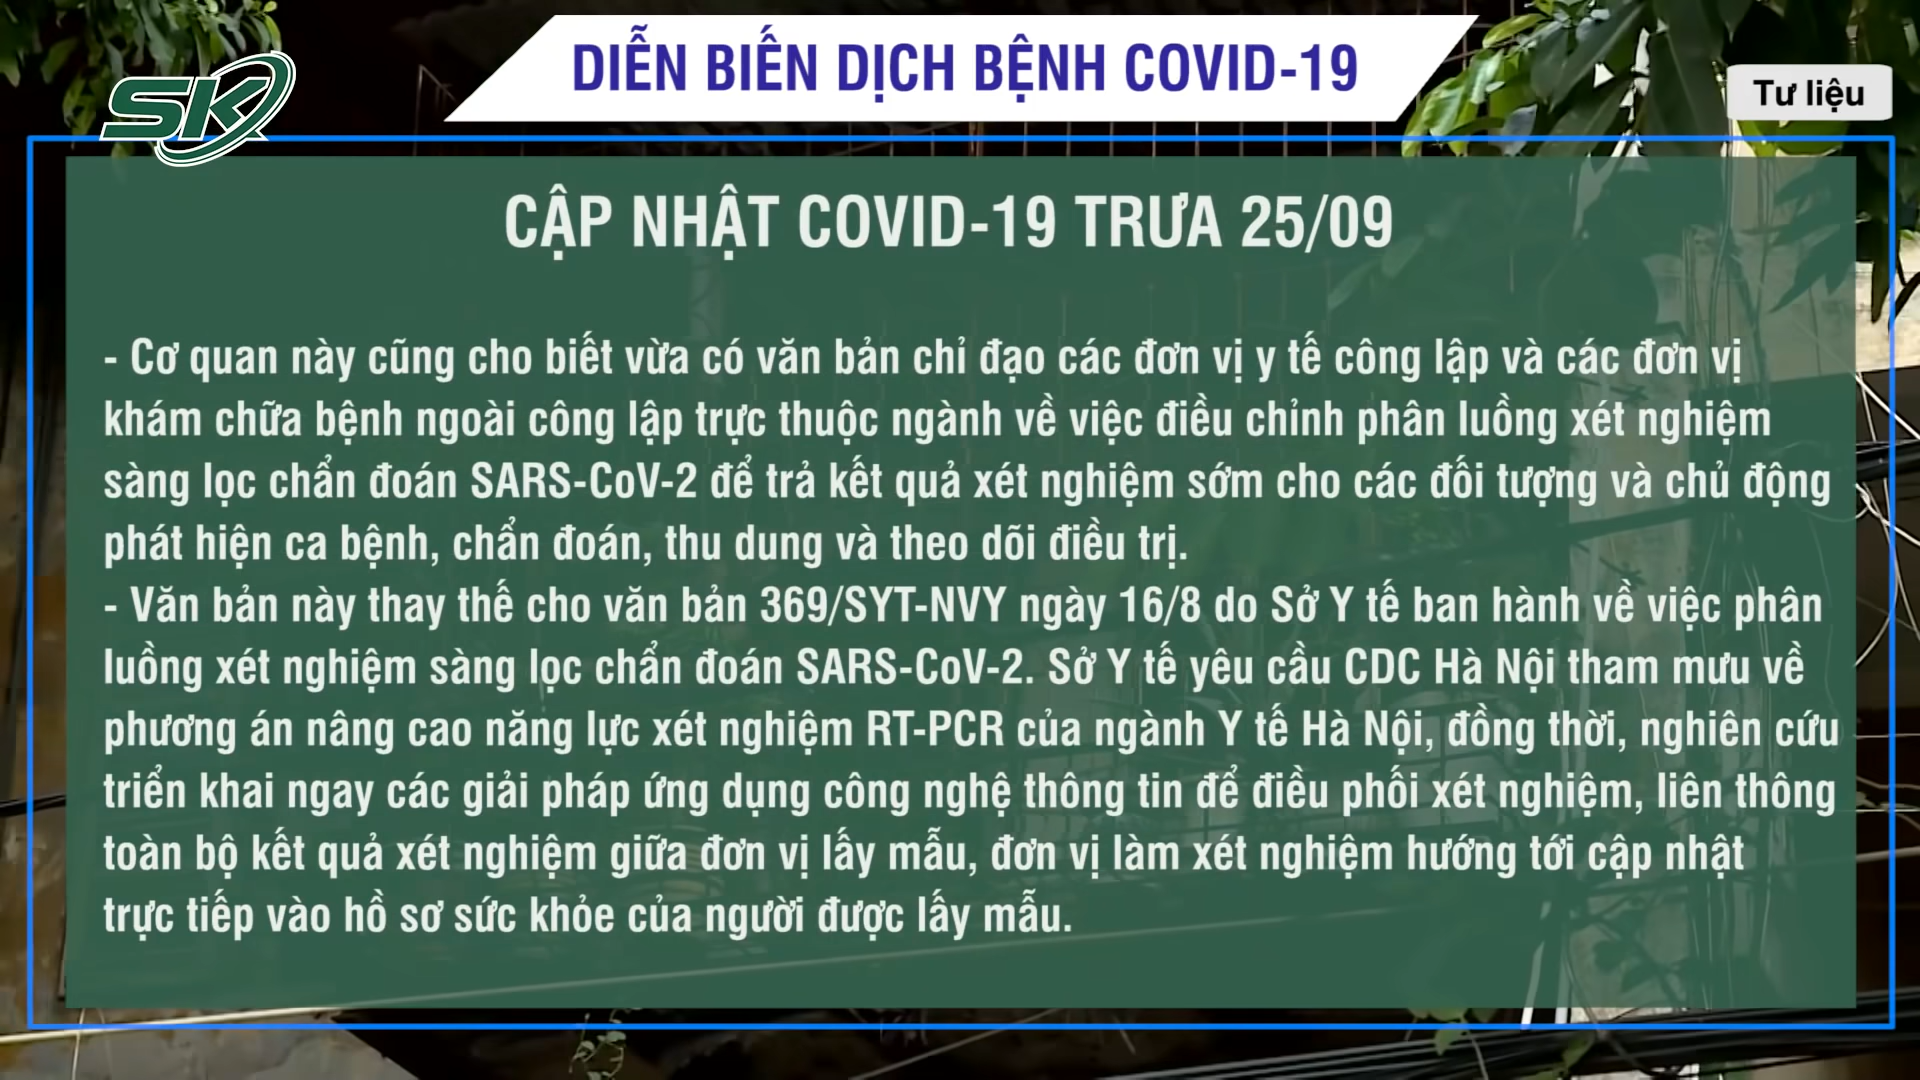 DIỄN BIẾN DỊCH BỆNH COVID-19
SK
Tư liệu
CẬP NHẬT COVID-19 TRƯA 25/09
- Cơ quan này cũng cho biết vừa có văn bản chỉ đạo các đơn vị y tế công lập và các đơn vị
khám chữa bệnh ngoài công lập trực thuộc ngành về việc điều chỉnh phân luồng xét nghiệm
sàng lọc chẩn đoán SARS-CoV-2 để trả kết quả xét nghiệm sớm cho các đối tượng và chủ động
phát hiện ca bệnh, chẩn đoán, thu dung và theo dõi điều trị.
- Văn bản này thay thế cho văn bản 369/SYT-NVY ngày 16/8 do Sở Y tế ban hành về việc phân
luồng xét nghiệm sàng lọc chẩn đoán SARS-CoV-2. Sở Y tế yêu cầu CDC Hà Nội tham mưu về
phương án nâng cao năng lực xét nghiệm RT-PCR của ngành Y tế Hà Nội, đồng thời, nghiên cứu
triển khai ngay các giải pháp ứng dụng công nghệ thông tin để điều phối xét nghiệm, liên thông
toàn bộ kết quả xét nghiệm giữa đơn vị lấy mẫu, đơn vị làm xét nghiệm hướng tới cập nhật
trực tiếp vào hồ sơ sức khỏe của người được lấy mẫu.